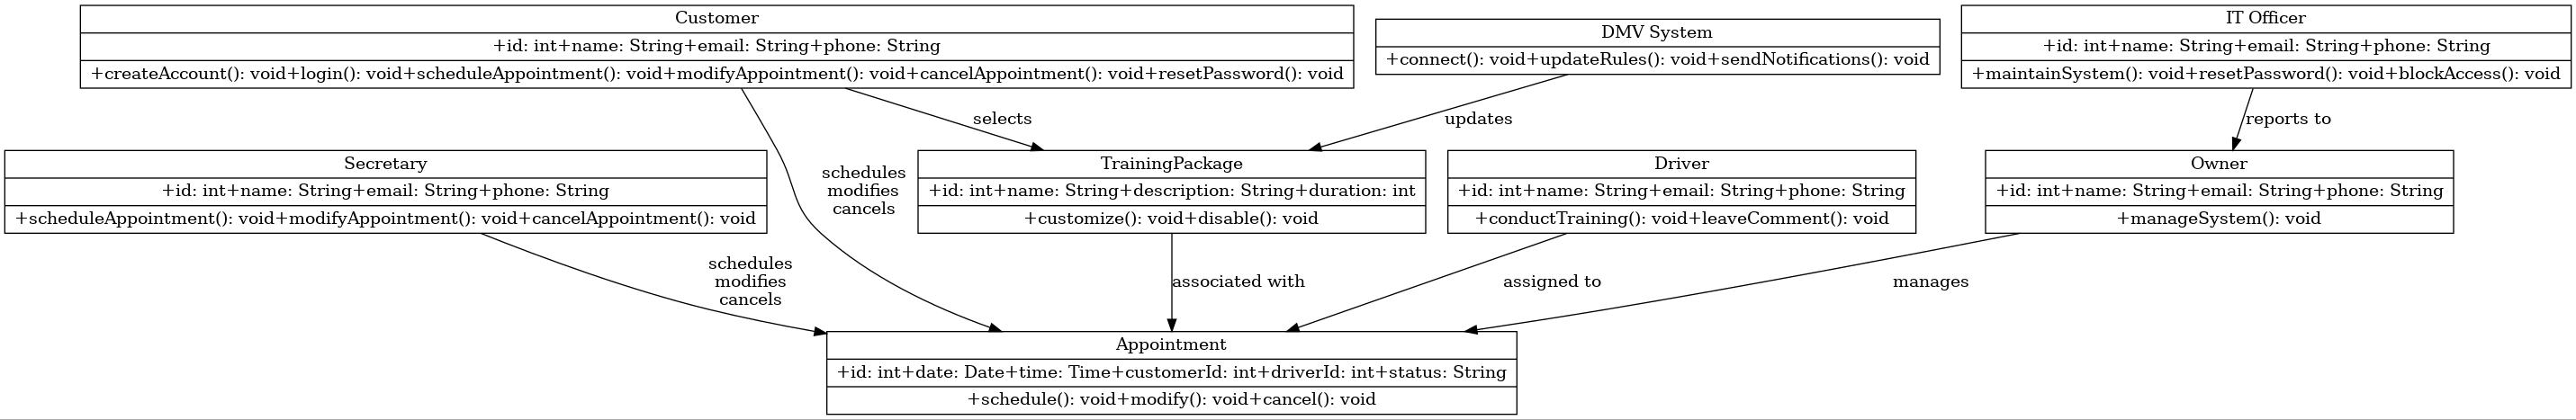 Customer
+id: int+name: String+email: String+phone: String
+createAccount(): void+login(): void+scheduleAppointment(): void+modifyAppointment(): void+cancelAppointment(): void+resetPassword(): void
DMV System
+connect(): void+updateRules(): void+sendNotifications(): void
IT Officer
+id: int+name: String+email: String+phone: String
+maintainSystem(): void+resetPassword(): void+blockAccess(): void
selects
updates
reports to
Secretary
+id: int+name: String+email: String+phone: String
+scheduleAppointment(): void+modifyAppointment(): void+cancelAppointment(): void
schedules
modifies
cancels
TrainingPackage
+id: int+name: String+description: String+duration: int
+customize(): void+disable(): void
Driver
+id: int+name: String+email: String+phone: String
+conductTraining(): void+leaveComment(): void
Owner
+id: int+name: String+email: String+phone: String
+manageSystem(): void
schedules
modifies
cancels
associated with
assigned to
manages
Appointment
+id: int+date: Date+time: Time+customerId: int+driverId: int+status: String
+schedule(): void+modify(): void+cancel(): void